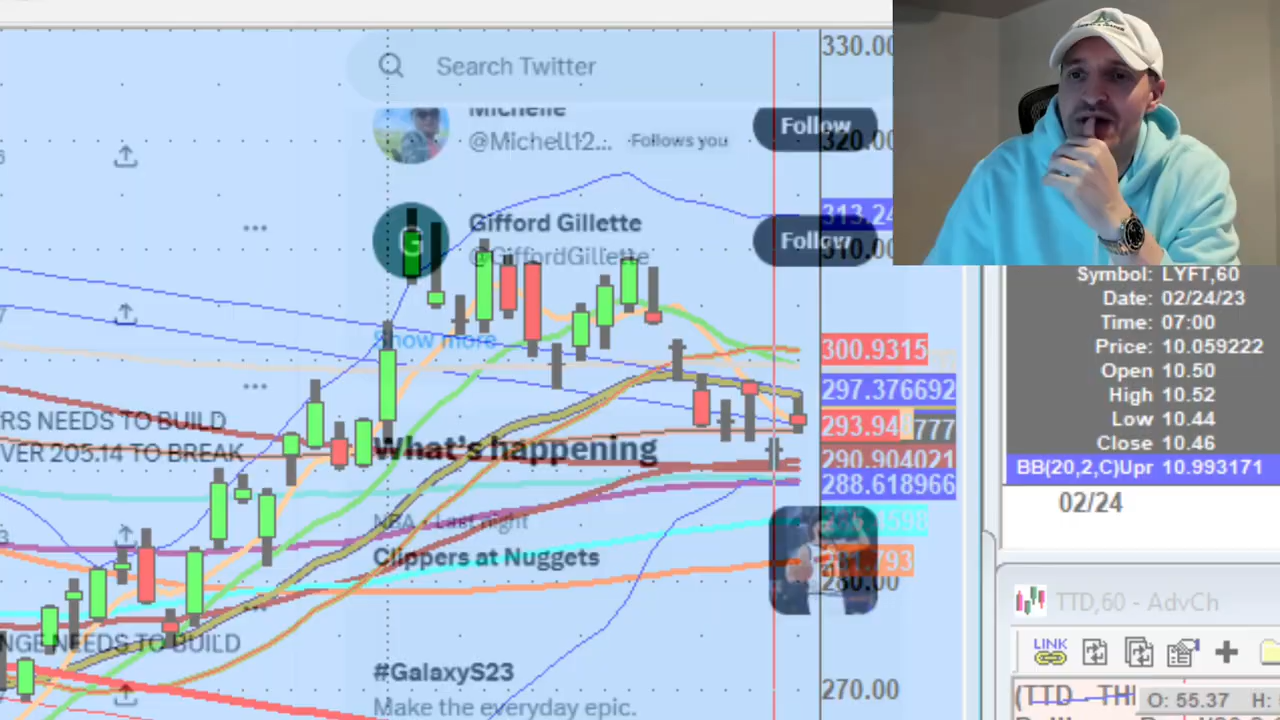 330.00
Search Twitter
Michelle
@Michell12...
Follows you
Follow
320.00
313.24
Gifford Gillette
@GiffordGillette
Follow
310.00
Show more
300.9315
297.376692
RS NEEDS TO BUILD
VER 205.14 TO BREAK
What's happening
293.94
777
290.904021
288.618966
NBA · Last night
Clippers at Nuggets
280.00
NGE NEEDS TO BUILD
#GalaxyS23
Make the everyday epic.
270.00
Symbol: LYFT,60
Date: 02/24/23
Time: 07:00
Price: 10.059222
Open 10.50
High 10.52
Low 10.44
Close 10.46
BB(20,2,C)Upr 10.993171
02/24
TTD,60 - AdvCh
LINK
(TTD
O: 55.37 H: